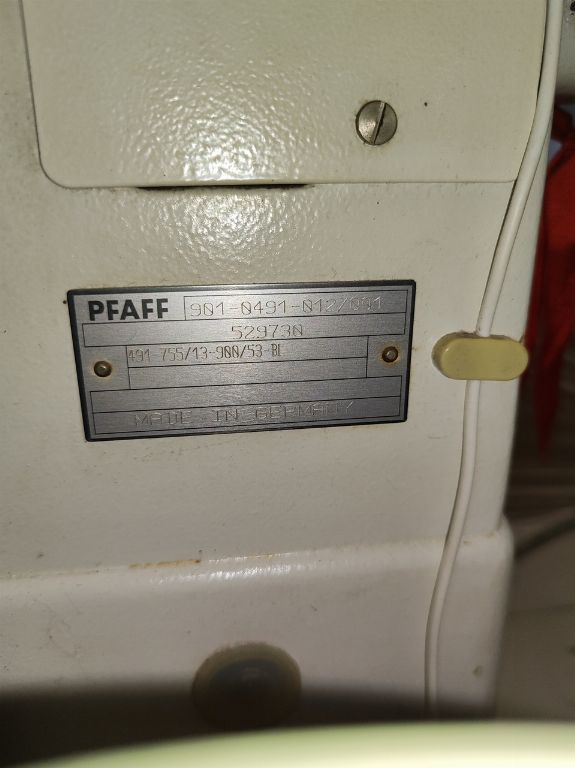 PFAFF 901-0491-012/001
529730
491-755/13-900/53-BL
MADE IN GERMANY